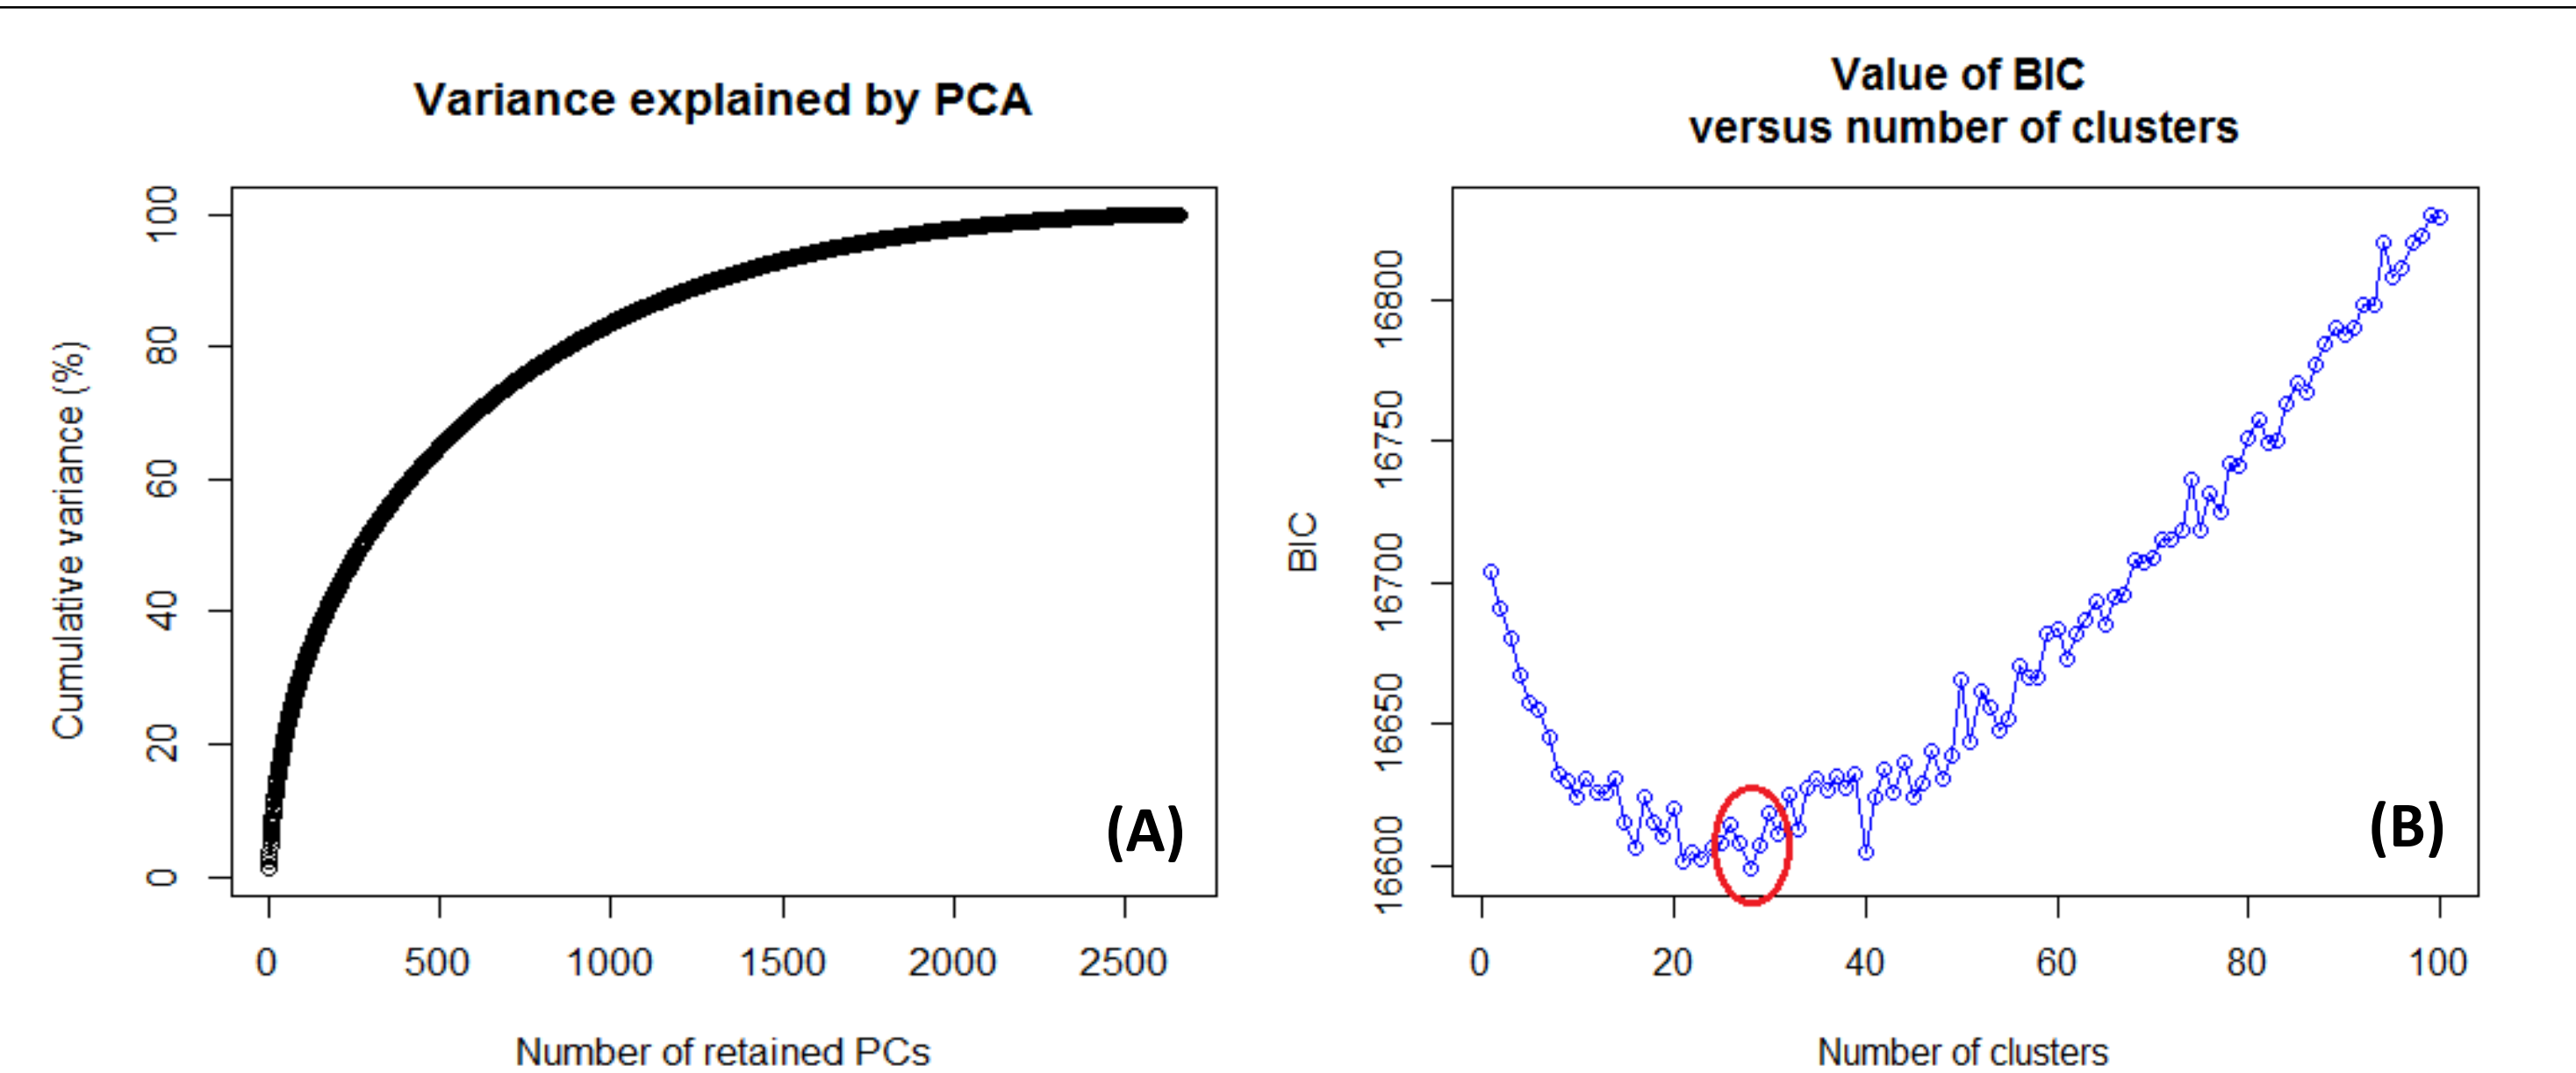 Variance explained by PCA
Cumulative variance (%)
0
20
40
60
80
100
0 500 1000 1500 2000 2500
Number of retained PCs
(A)
Value of BIC
versus number of clusters
BIC
16600
16650
16700
16750
16800
0 20 40 60 80 100
Number of clusters
(B)